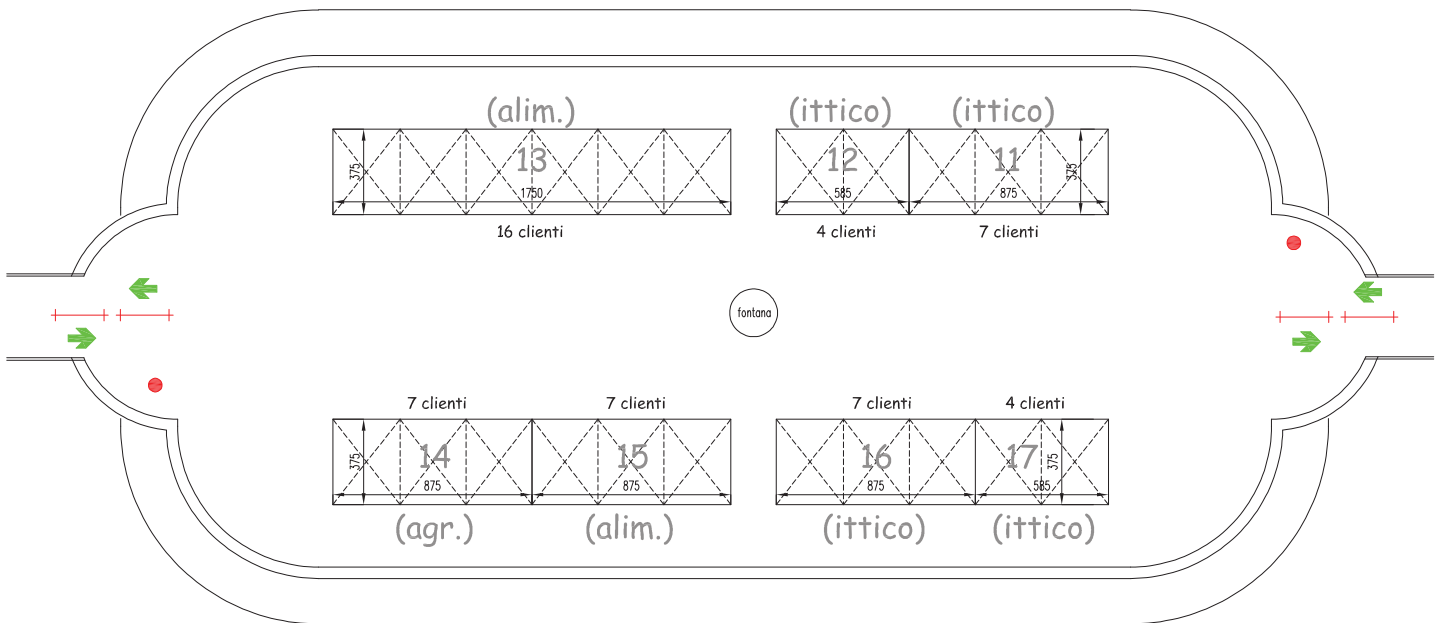 (alim.)
(ittico)
(ittico)
375
13
1750
12
585
11
875
375
16 clienti
4 clienti
7 clienti
fontana
7 clienti
7 clienti
7 clienti
4 clienti
375
14
875
15
875
16
875
17
375
585
(agr.)
(alim.)
(ittico)
(ittico)